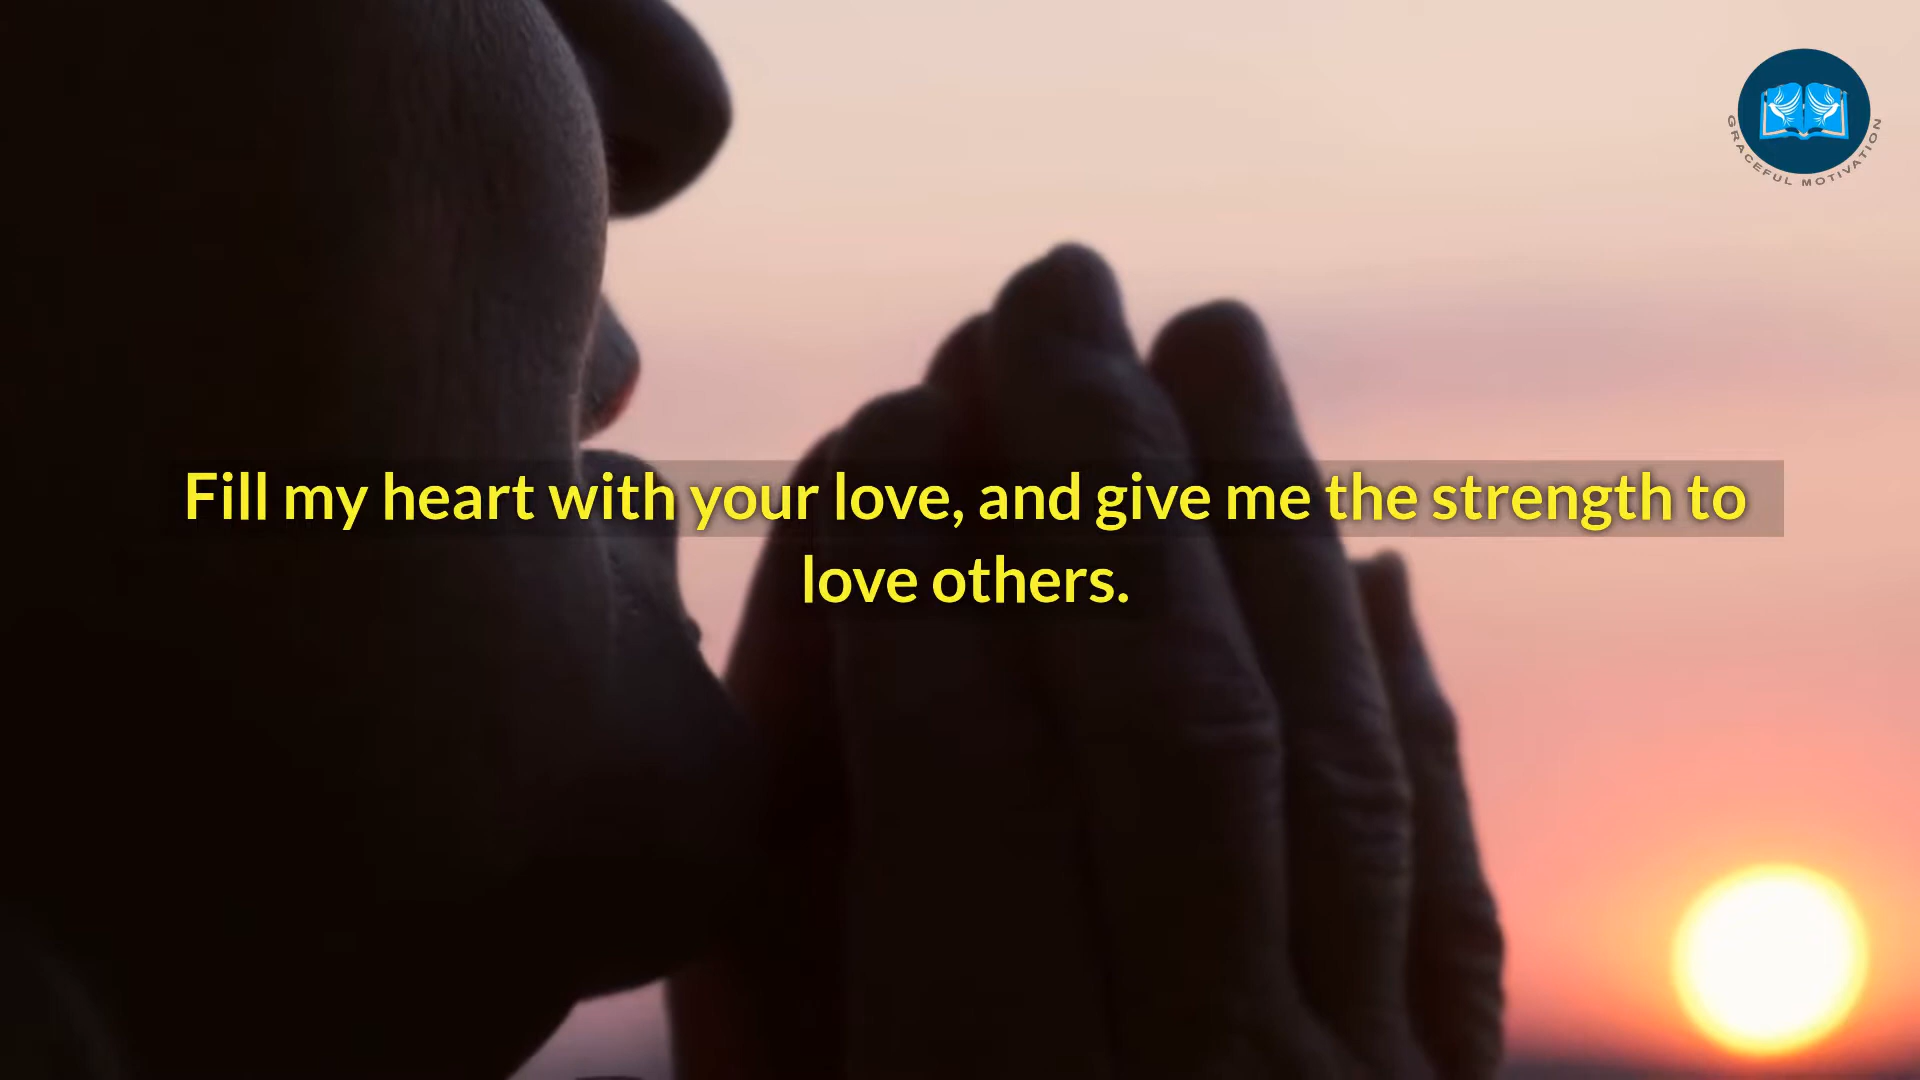 GRACEFUL MOTIVATION
Fill my heart with your love, and give me the strength to
love others.